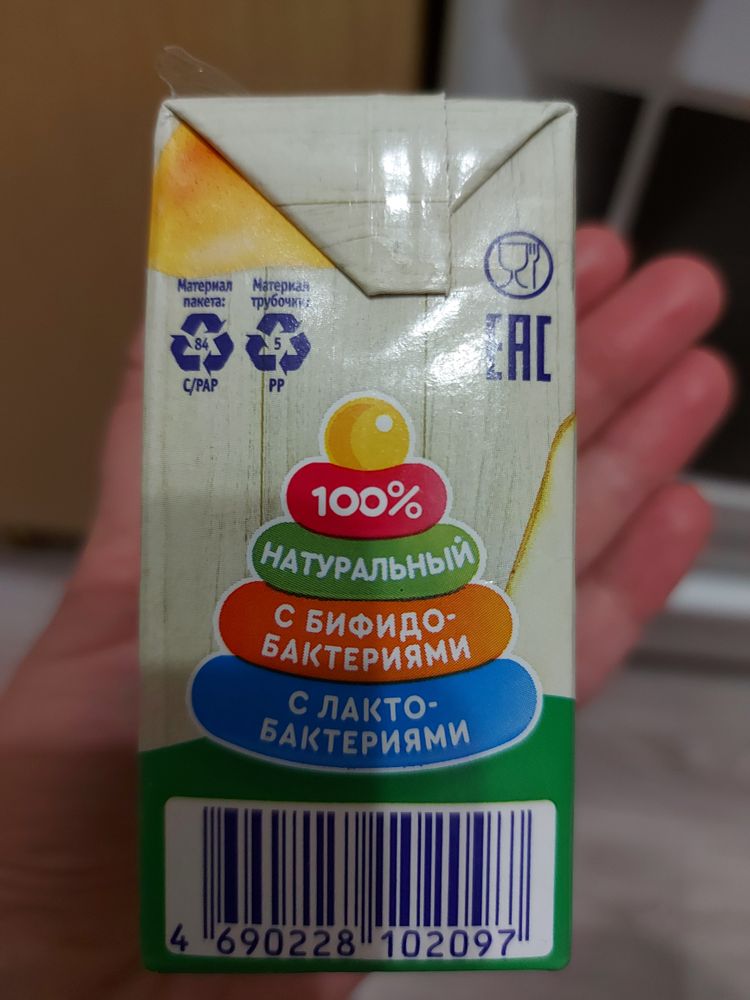 Материал
пакета:
84
C/PAP
Материал
трубочки:
5
PP
EAC
100%
НАТУРАЛЬНЫЙ
С БИФИДО-
БАКТЕРИЯМИ
С ЛАКТО-
БАКТЕРИЯМИ
4 690228 102097